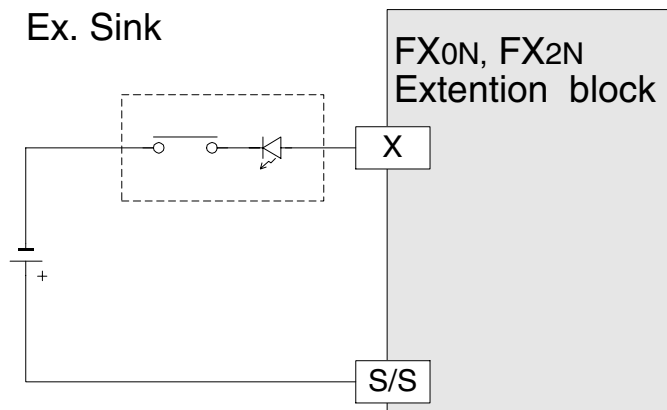 Ex. Sink
FX0N, FX2N
Extention block
X
+
S/S